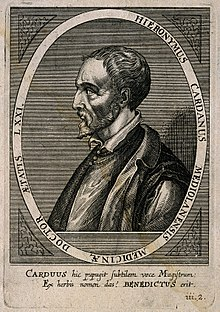 HIERONYMUS CARDANUS MEDIOLANENSIS MEDICINÆ DOCTOR ÆTATIS LXXI.
CARDUUS hic pupugit subtilem voce Magistrum:
Ex herbis nomen das? BENEDICTUS erit.
iii. 2.